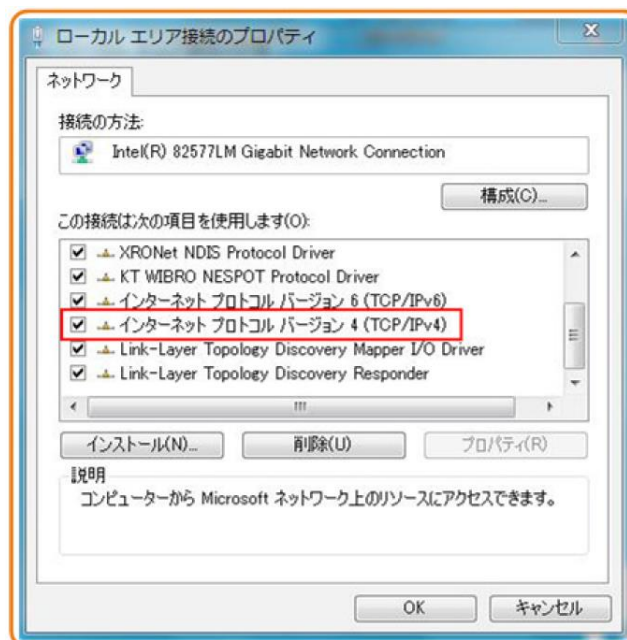 ローカル エリア接続のプロパティ
ネットワーク
接続の方法:
Intel(R) 82577LM Gigabit Network Connection
構成(C)...
この接続は次の項目を使用します(O):
XRONet NDIS Protocol Driver
KT WIBRO NESPOT Protocol Driver
インターネット プロトコル バージョン 6 (TCP/IPv6)
インターネット プロトコル バージョン 4 (TCP/IPv4)
Link-Layer Topology Discovery Mapper I/O Driver
Link-Layer Topology Discovery Responder
インストール(N)...
削除(U)
プロパティ(R)
説明
コンピューターから Microsoft ネットワーク上のリソースにアクセスできます。
OK
キャンセル